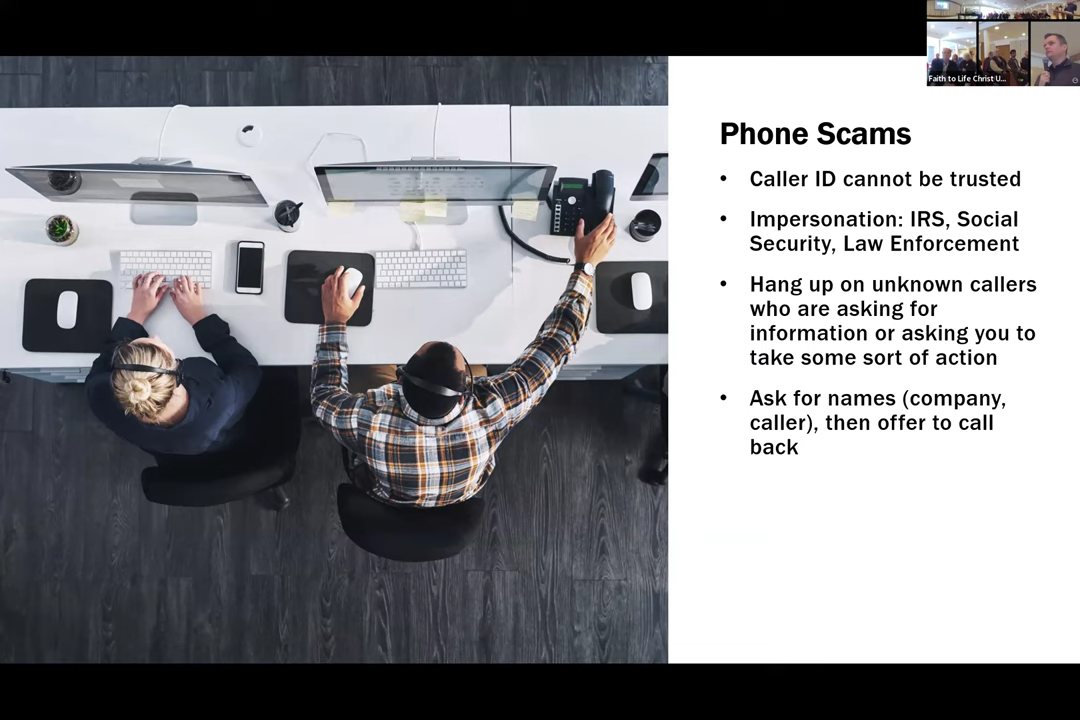 Faith to Life Christ U...
Phone Scams
• Caller ID cannot be trusted
• Impersonation: IRS, Social
Security, Law Enforcement
• Hang up on unknown callers
who are asking for
information or asking you to
take some sort of action
• Ask for names (company,
caller), then offer to call
back